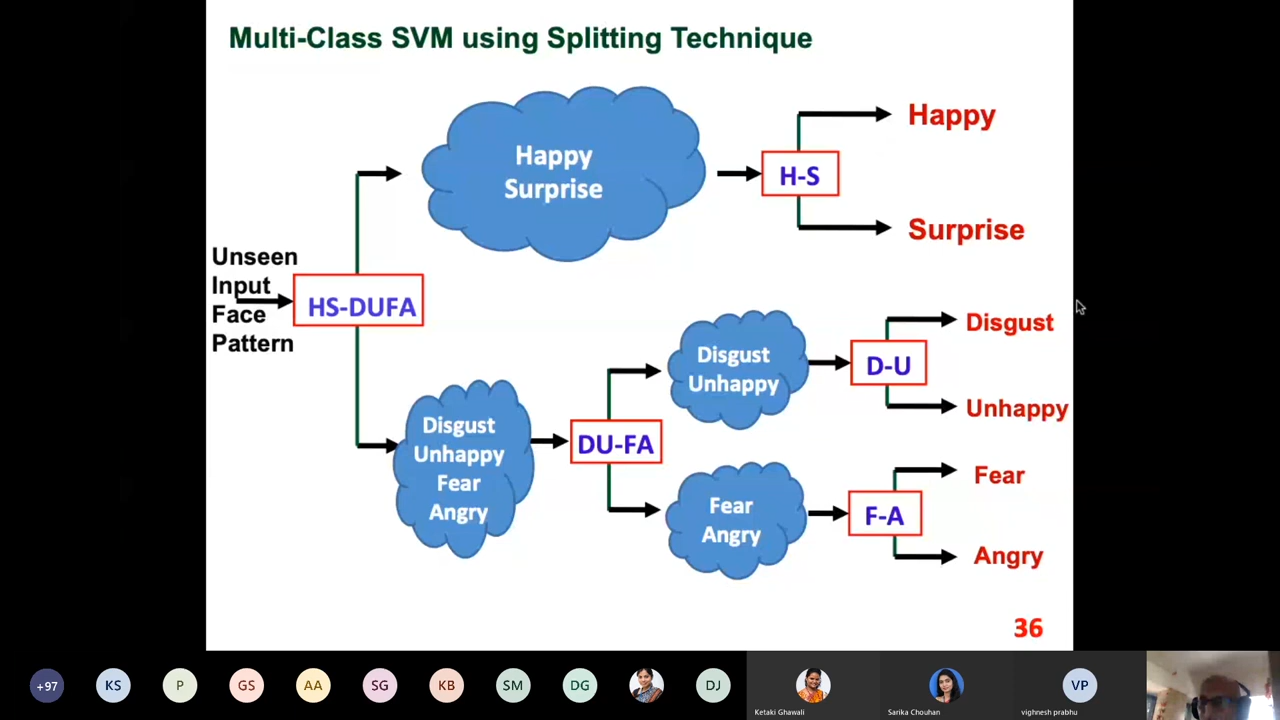 Multi-Class SVM using Splitting Technique
Happy
Surprise
H-S
Happy
Surprise
Unseen
Input
Face
Pattern
HS-DUFA
Disgust
Unhappy
Fear
Angry
DU-FA
Disgust
Unhappy
D-U
Disgust
Unhappy
Fear
Angry
F-A
Fear
Angry
36
+97
KS
P
GS
AA
SG
KB
SM
DG
DJ
Ketaki Ghawali
Sarika Chouhan
VP
vighnesh prabhu